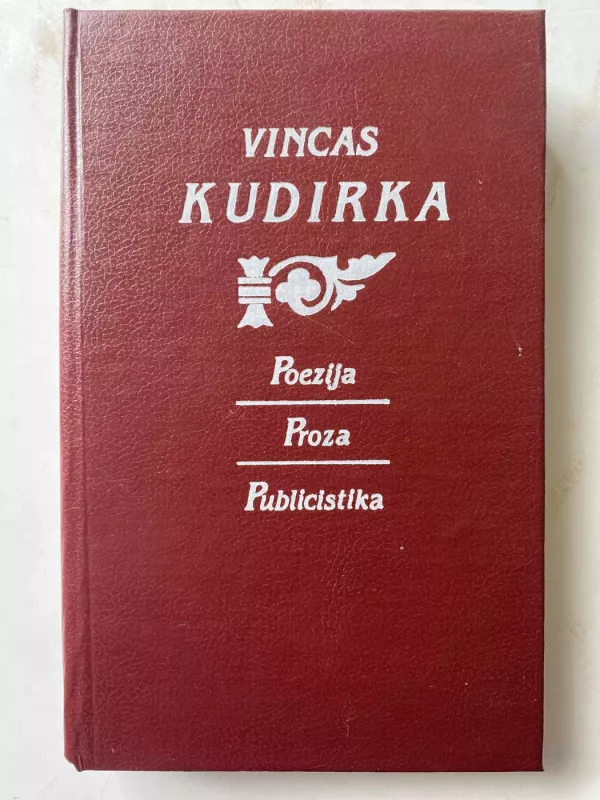 VINCAS
KUDIRKA
Poezija
Proza
Publicistika